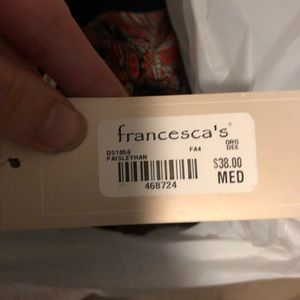 francesca's®
DS1056 FA4 ORG
PAISLEYHAN DEE
$38.00
468724 MED